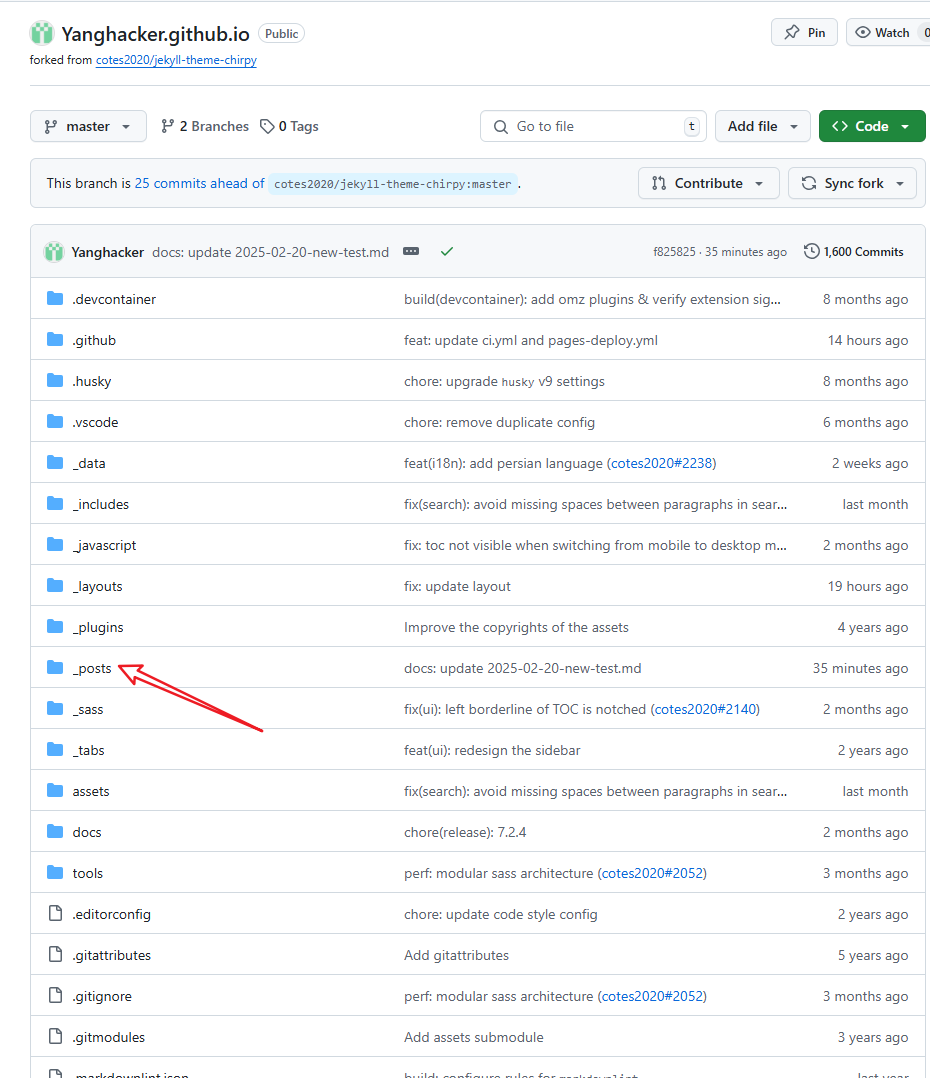 Yanghacker.github.io Public Pin Watch 0
forked from cotes2020/jekyll-theme-chirpy
master 2 Branches 0 Tags Go to file t Add file Code
This branch is 25 commits ahead of cotes2020/jekyll-theme-chirpy:master . Contribute Sync fork
Yanghacker docs: update 2025-02-20-new-test.md f825825 · 35 minutes ago 1,600 Commits
.devcontainer build(devcontainer): add omz plugins & verify extension sig... 8 months ago
.github feat: update ci.yml and pages-deploy.yml 14 hours ago
.husky chore: upgrade husky v9 settings 8 months ago
.vscode chore: remove duplicate config 6 months ago
_data feat(i18n): add persian language (cotes2020#2238) 2 weeks ago
_includes fix(search): avoid missing spaces between paragraphs in sear... last month
_javascript fix: toc not visible when switching from mobile to desktop m... 2 months ago
_layouts fix: update layout 19 hours ago
_plugins Improve the copyrights of the assets 4 years ago
_posts docs: update 2025-02-20-new-test.md 35 minutes ago
_sass fix(ui): left borderline of TOC is notched (cotes2020#2140) 2 months ago
_tabs feat(ui): redesign the sidebar 2 years ago
assets fix(search): avoid missing spaces between paragraphs in sear... last month
docs chore(release): 7.2.4 2 months ago
tools perf: modular sass architecture (cotes2020#2052) 3 months ago
.editorconfig chore: update code style config 2 years ago
.gitattributes Add gitattributes 5 years ago
.gitignore perf: modular sass architecture (cotes2020#2052) 3 months ago
.gitmodules Add assets submodule 3 years ago
.markdownlint.json build: configure rules for markdownlint last year